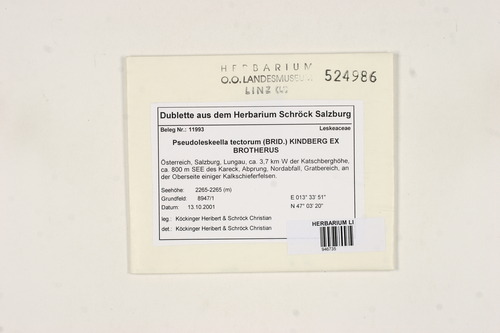 HERBARIUM
O.O. LANDESMUSEUM
LINZ
524986
Dublette aus dem Herbarium Schröck Salzburg
Beleg Nr.: 11993 Leskeaceae
Pseudoleskeella tectorum (BRID.) KINDBERG EX
BROTHERUS
Österreich, Salzburg, Lungau, ca. 3,7 km W der Katschberghöhe,
ca. 800 m SEE des Kareck, Abprung, Nordabfall, Gratbereich, an
der Oberseite einiger Kalkschieferfelsen.
Seehöhe: 2265-2265 (m)
Grundfeld 8947/1 E 013° 33' 51"
Datum: 13.10.2001 N 47° 03' 20"
leg.: Köckinger Heribert & Schröck Christian
det.: Köckinger Heribert & Schröck Christian
HERBARIUM LI